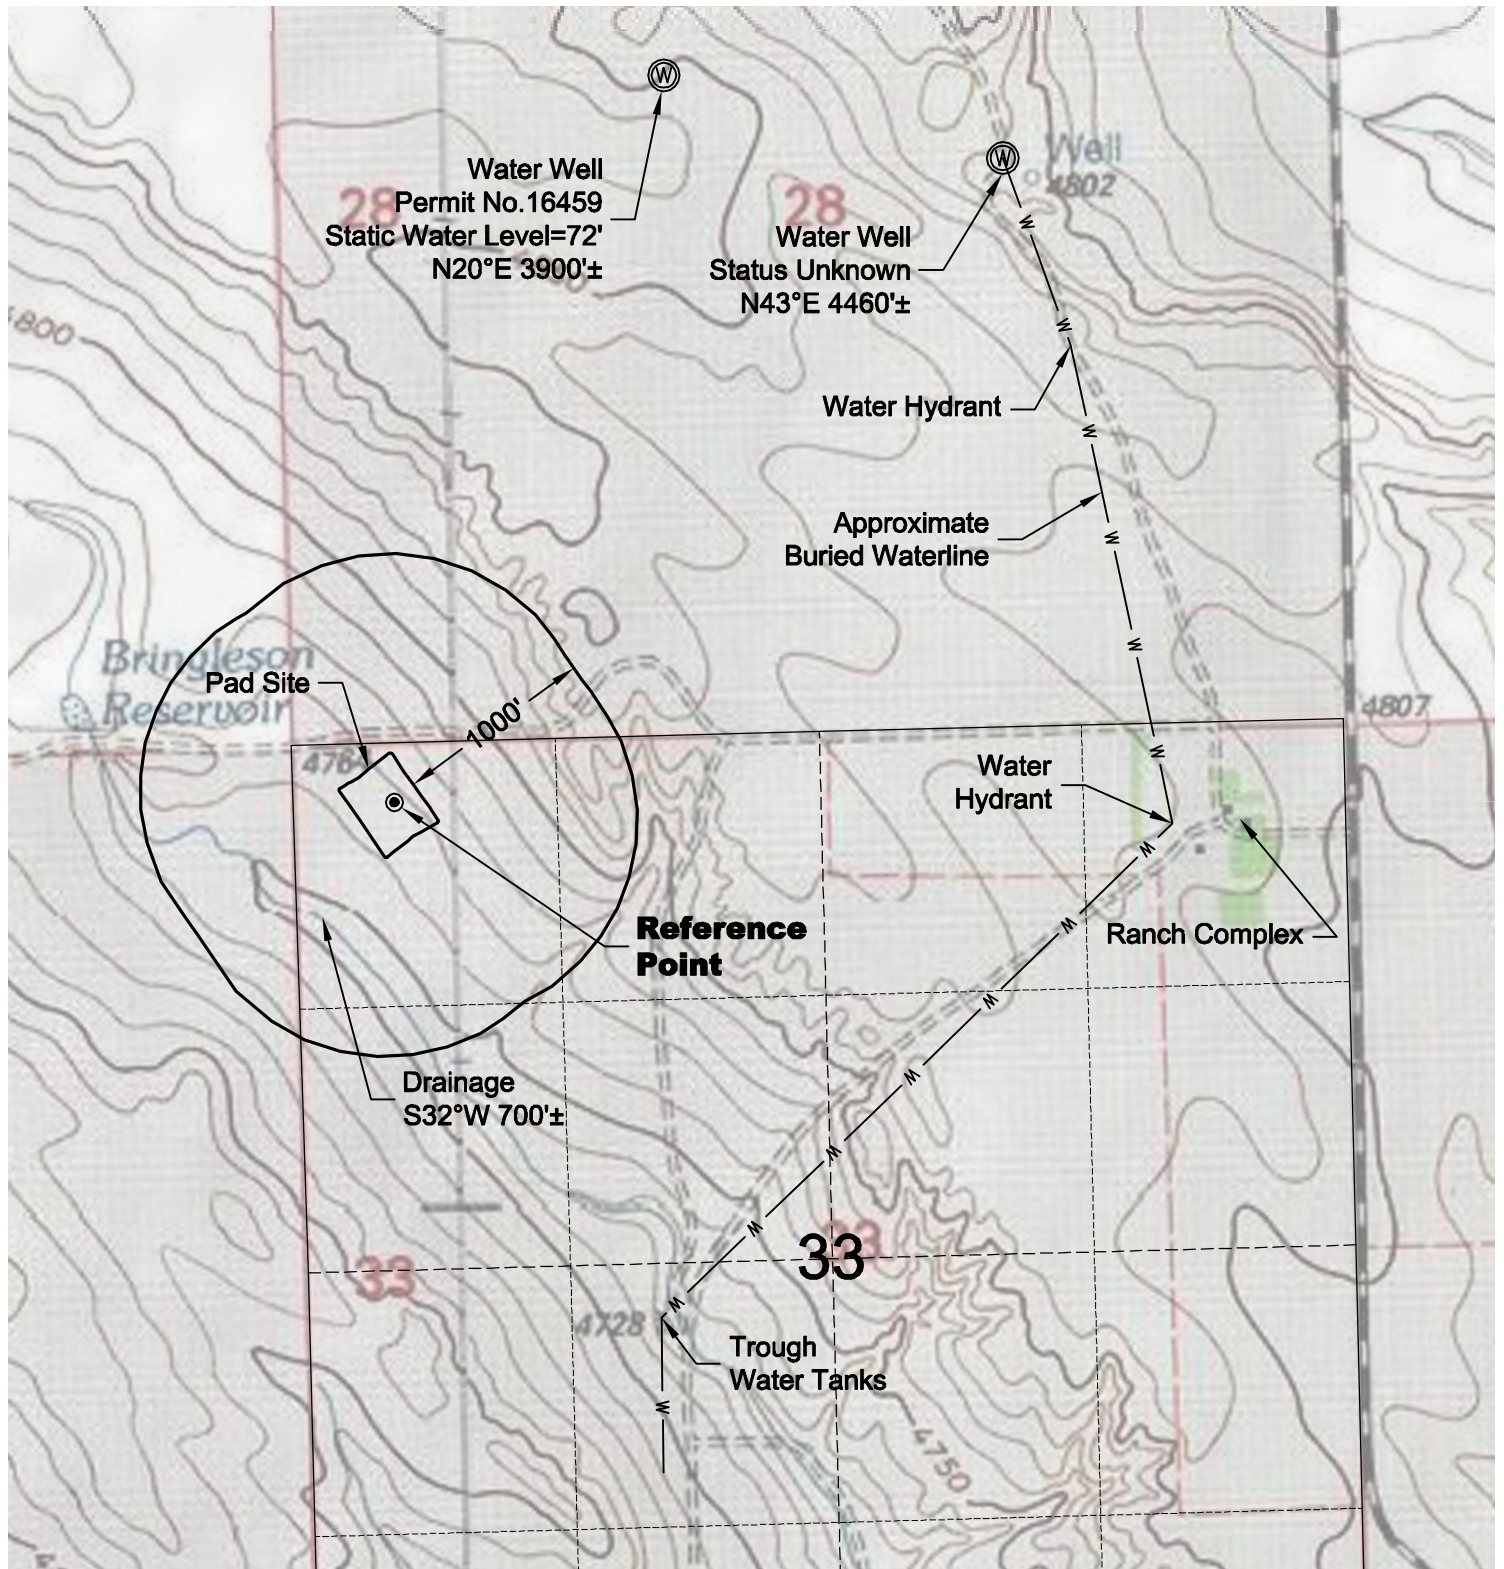 Well
4802
Water Well
Permit No.16459
Static Water Level=72'
N20°E 3900'±
28
28
Water Well
Status Unknown
N43°E 4460'±
W
W
W
W
4800
Water Hydrant
W
Approximate
Buried Waterline
W
W
Bringleson
Reservoir
Pad Site
1000'
4807
W
Water
Hydrant
W
W
Reference
Point
Ranch Complex
W
W
Drainage
S32°W 700'±
W
W
33
33
33
W
4728
Trough
Water Tanks
W
4750